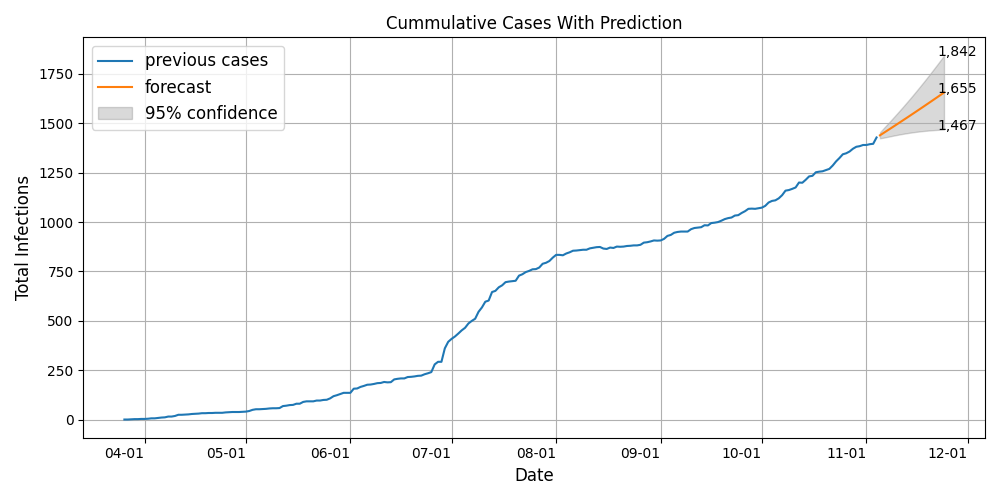 Cummulative Cases With Prediction
previous cases
forecast
95% confidence
1,842
1,655
1,467
Total Infections
1750
1500
1250
1000
750
500
250
0
04-01 05-01 06-01 07-01 08-01 09-01 10-01 11-01 12-01
Date